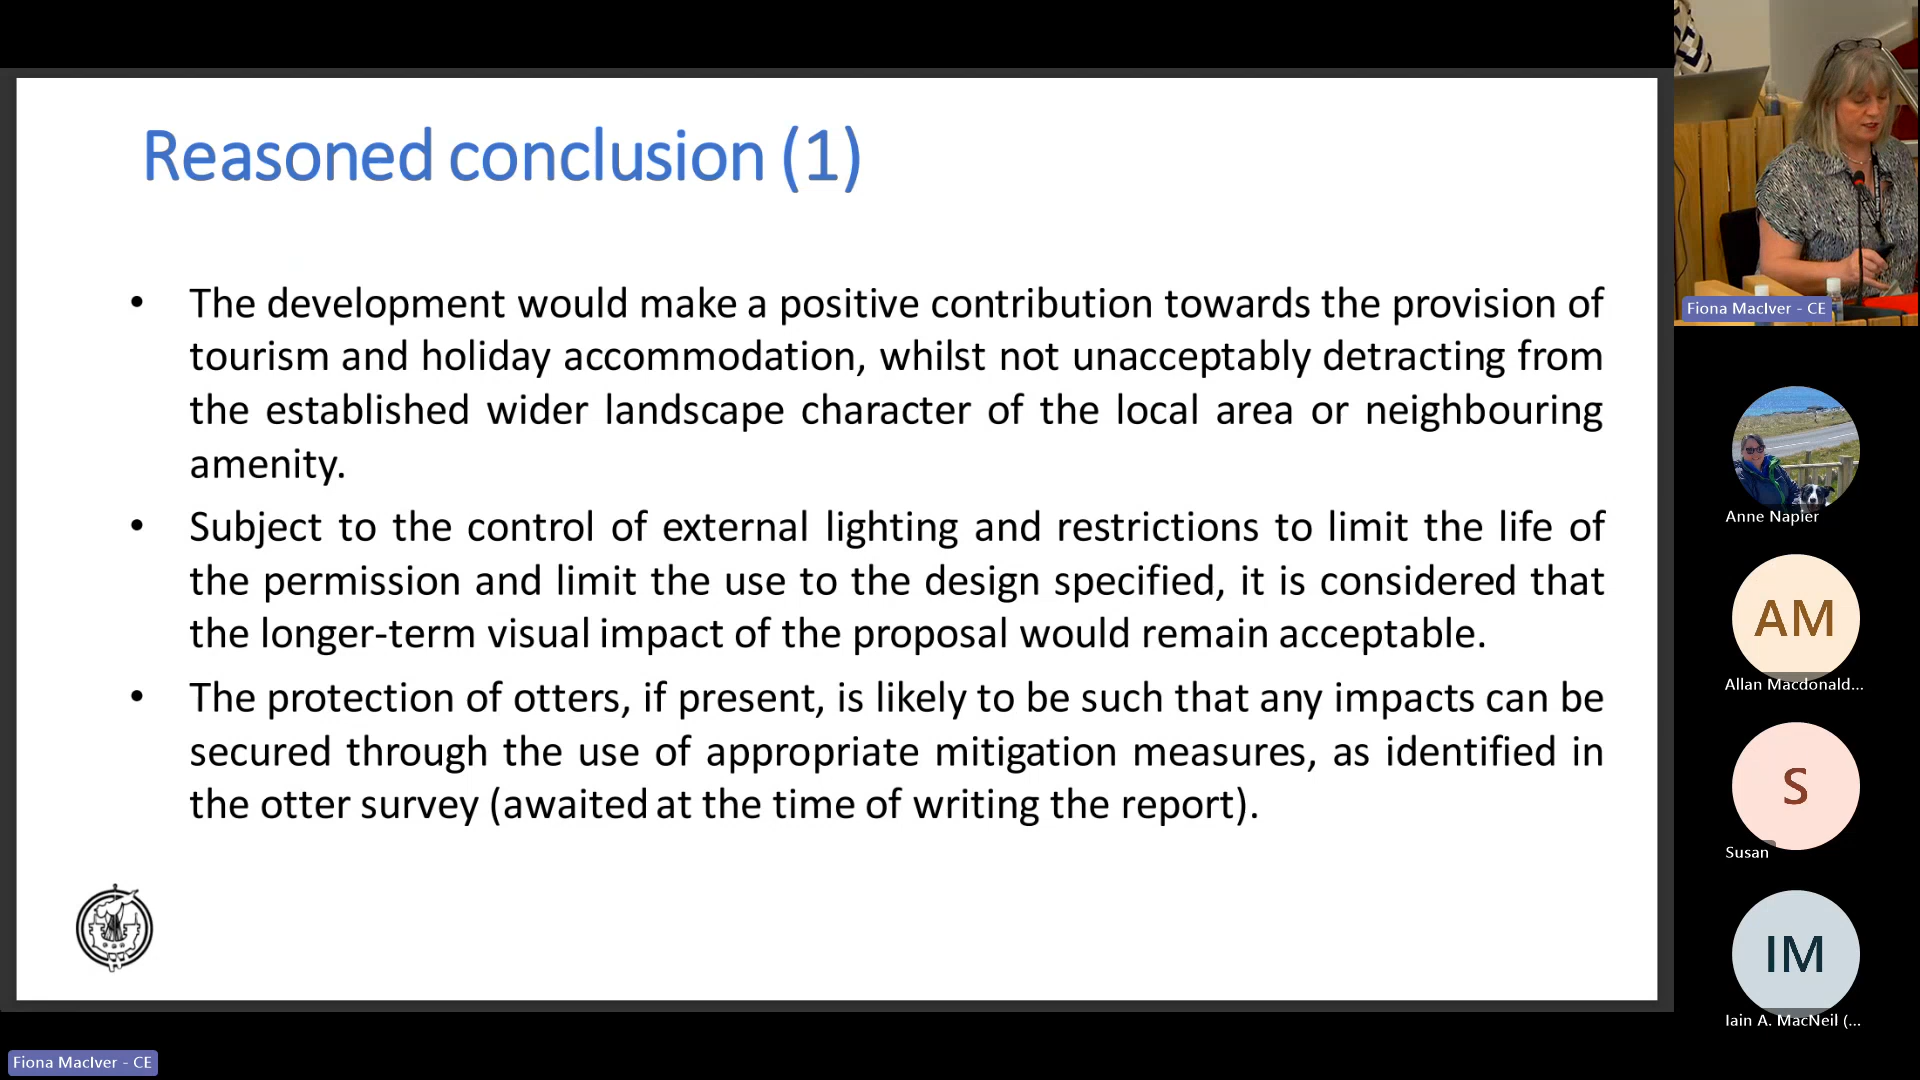 Reasoned conclusion (1)
• The development would make a positive contribution towards the provision of
tourism and holiday accommodation, whilst not unacceptably detracting from
the established wider landscape character of the local area or neighbouring
amenity.
• Subject to the control of external lighting and restrictions to limit the life of
the permission and limit the use to the design specified, it is considered that
the longer-term visual impact of the proposal would remain acceptable.
• The protection of otters, if present, is likely to be such that any impacts can be
secured through the use of appropriate mitigation measures, as identified in
the otter survey (awaited at the time of writing the report).
Fiona MacIver - CE
Anne Napier
AM
Allan Macdonald...
S
Susan
IM
Iain A. MacNeil (...
Fiona MacIver - CE